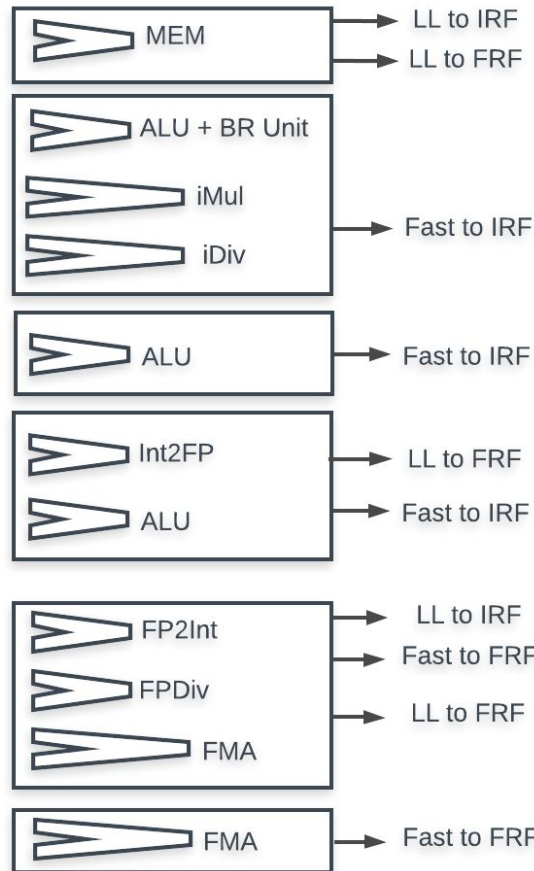 MEM
LL to IRF
LL to FRF
ALU + BR Unit
iMul
iDiv
Fast to IRF
ALU
Fast to IRF
Int2FP
ALU
LL to FRF
Fast to IRF
FP2Int
FPDiv
FMA
LL to IRF
Fast to FRF
LL to FRF
FMA
Fast to FRF